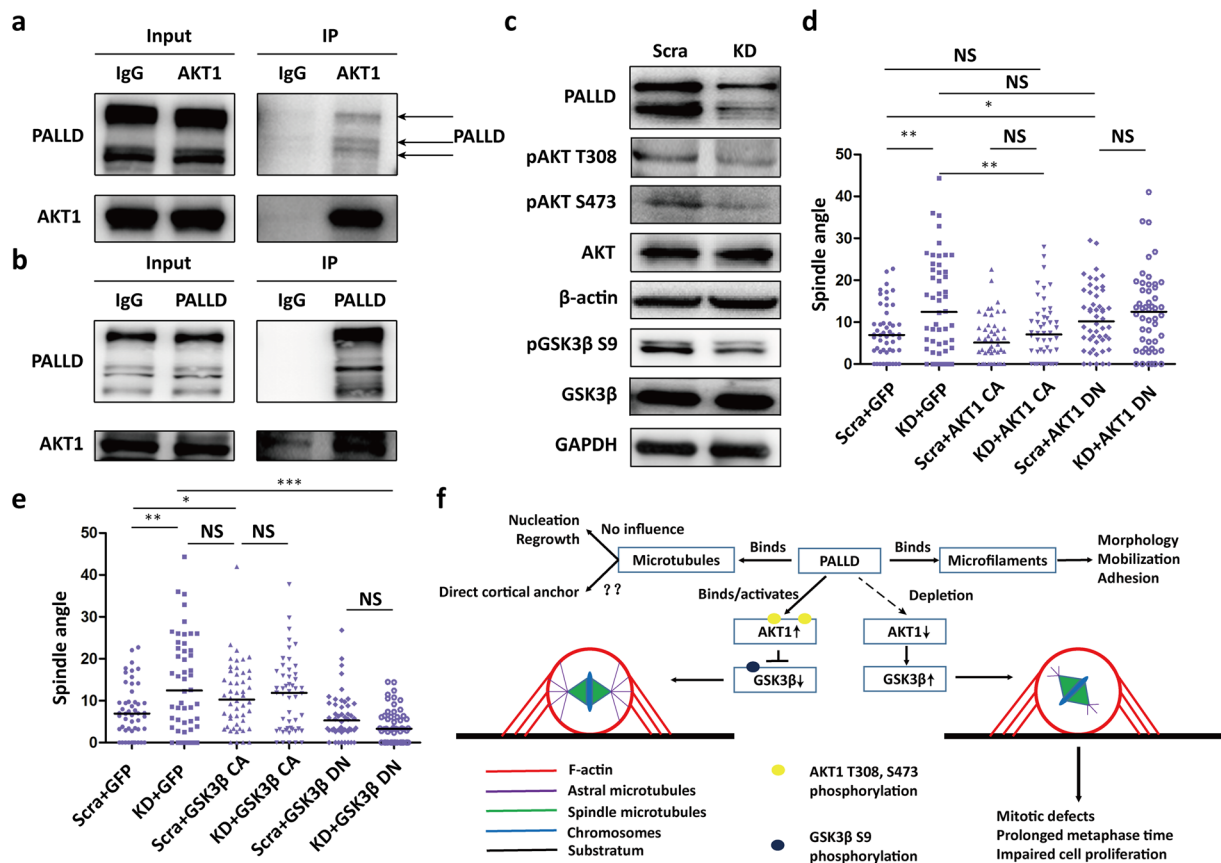 a
Input
IP
IgG
AKT1
IgG
AKT1
PALLD
PALLD
AKT1
b
Input
IP
IgG
PALLD
IgG
PALLD
PALLD
AKT1
c
Scra
KD
PALLD
pAKT T308
pAKT S473
AKT
β-actin
pGSK3β S9
GSK3β
GAPDH
d
NS
NS
*
**
NS
NS
**
Spindle angle
50
40
30
20
10
0
Scra+GFP
KD+GFP
Scra+AKT1 CA
KD+AKT1 CA
Scra+AKT1 DN
KD+AKT1 DN
e
***
*
**
NS
NS
NS
Spindle angle
50
40
30
20
10
0
Scra+GFP
KD+GFP
Scra+GSK3β CA
KD+GSK3β CA
Scra+GSK3β DN
KD+GSK3β DN
f
Nucleation
Regrowth
No influence
Microtubules
Binds
PALLD
Binds
Microfilaments
Morphology
Mobilization
Adhesion
Direct cortical anchor
??
Binds/activates
Depletion
AKT1↑
AKT1↓
GSK3β↓
GSK3β↑
F-actin
Astral microtubules
Spindle microtubules
Chromosomes
Substratum
AKT1 T308, S473
phosphorylation
GSK3β S9
phosphorylation
Mitotic defects
Prolonged metaphase time
Impaired cell proliferation